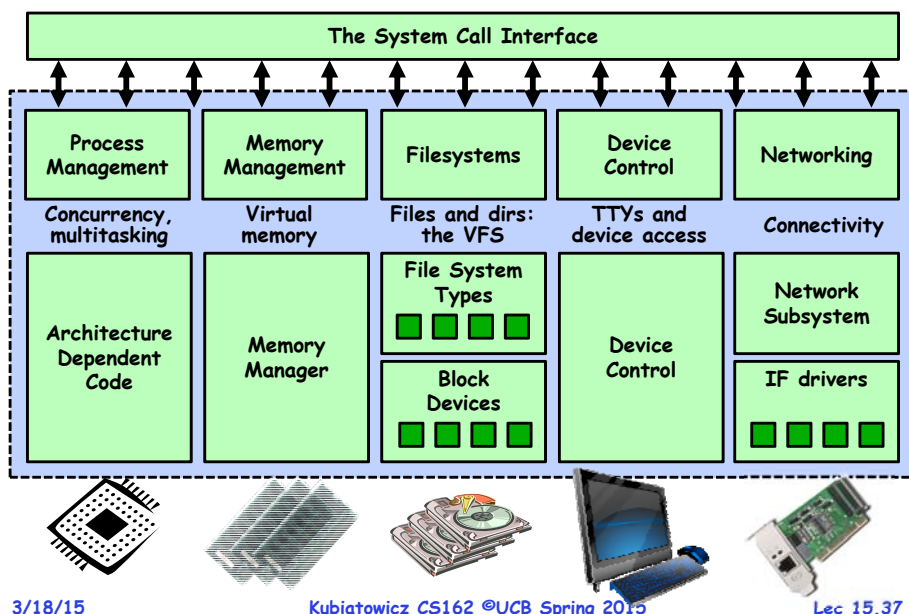 The System Call Interface
Process
Management
Memory
Management
Filesystems
Device
Control
Networking
Concurrency,
multitasking
Virtual
memory
Files and dirs:
the VFS
TTYs and
device access
Connectivity
Architecture
Dependent
Code
Memory
Manager
File System
Types
Block
Devices
Device
Control
Network
Subsystem
IF drivers
3/18/15
Kubiatowicz CS162 ©UCB Spring 2015
Lec 15.37